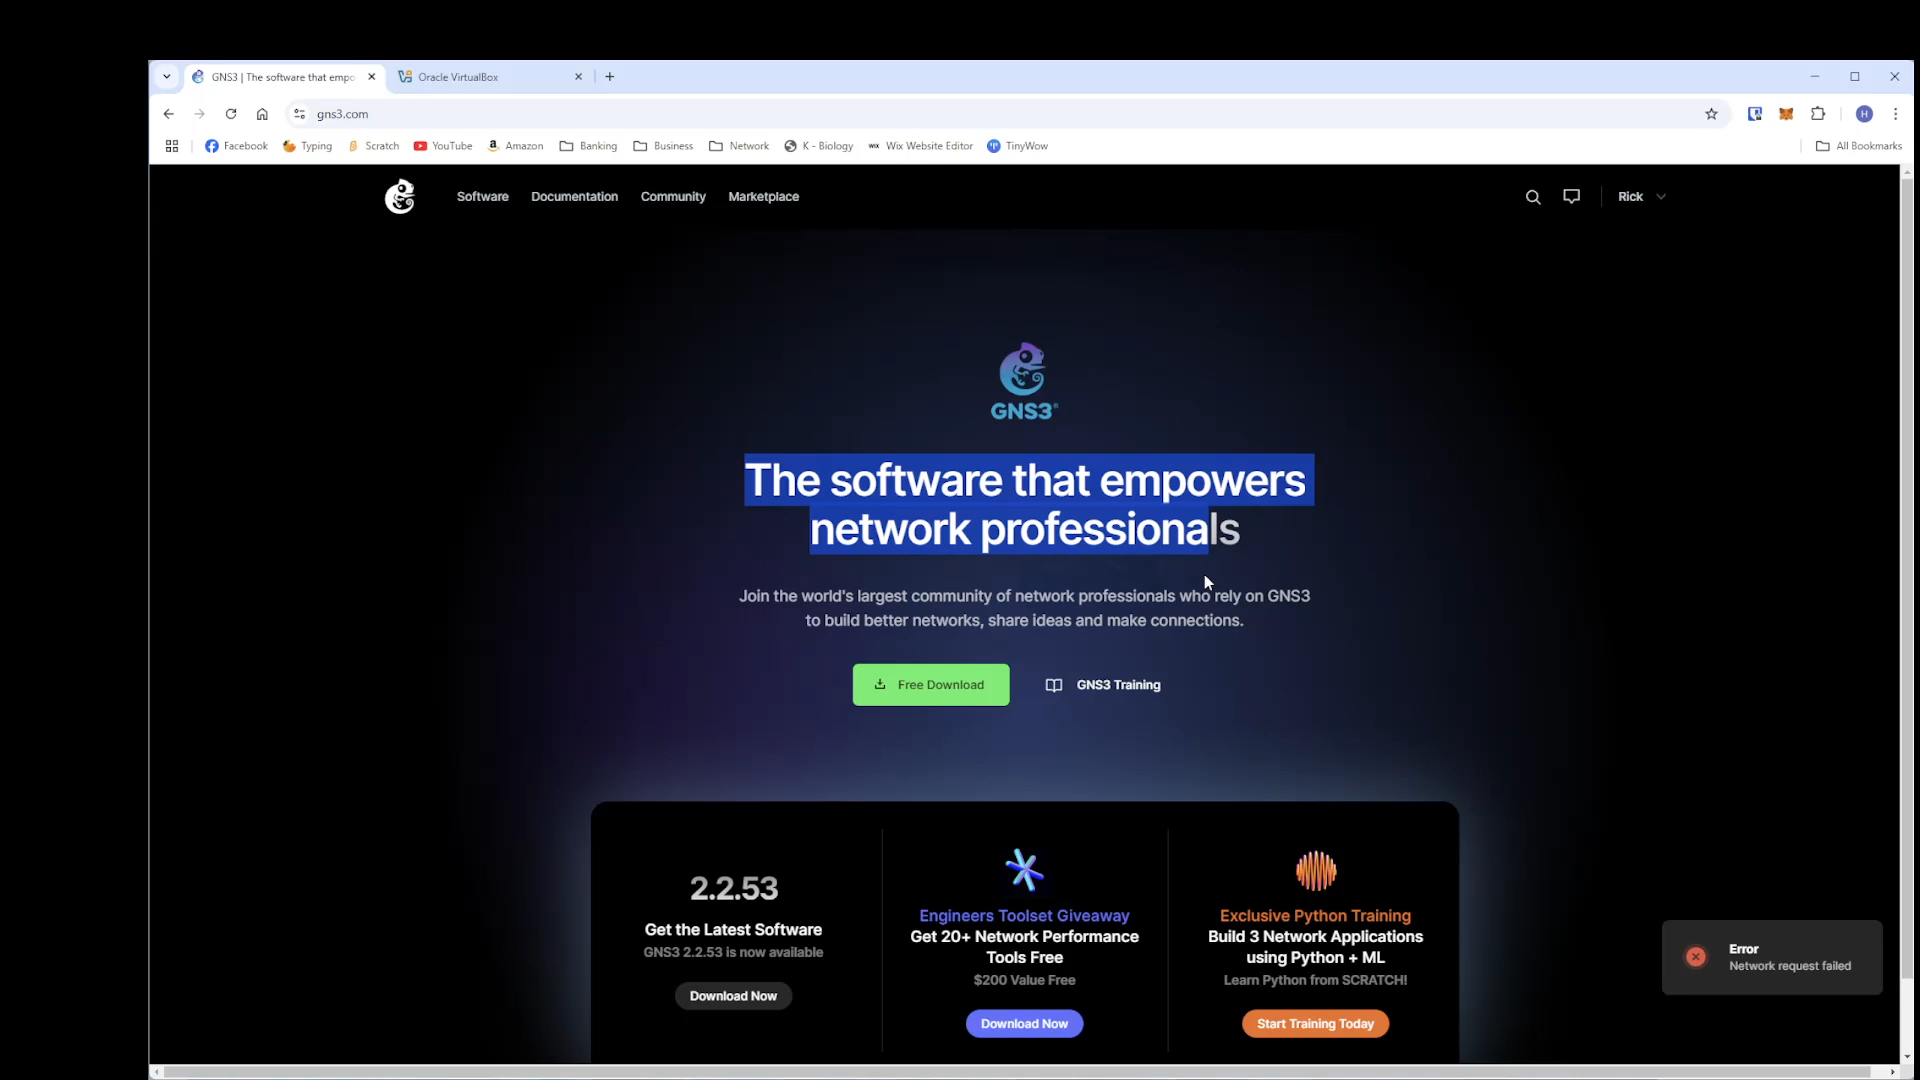 GNS3 | The software that empo
Oracle VirtualBox
gns3.com
H
Facebook
Typing
Scratch
YouTube
Amazon
Banking
Business
Network
K - Biology
WIX Wix Website Editor
TinyWow
All Bookmarks
Software
Documentation
Community
Marketplace
Rick
GNS3
The software that empowers
network professionals
Join the world's largest community of network professionals who rely on GNS3
to build better networks, share ideas and make connections.
Free Download
GNS3 Training
2.2.53
Get the Latest Software
GNS3 2.2.53 is now available
Download Now
Engineers Toolset Giveaway
Get 20+ Network Performance
Tools Free
$200 Value Free
Download Now
Exclusive Python Training
Build 3 Network Applications
using Python + ML
Learn Python from SCRATCH!
Start Training Today
Error
Network request failed